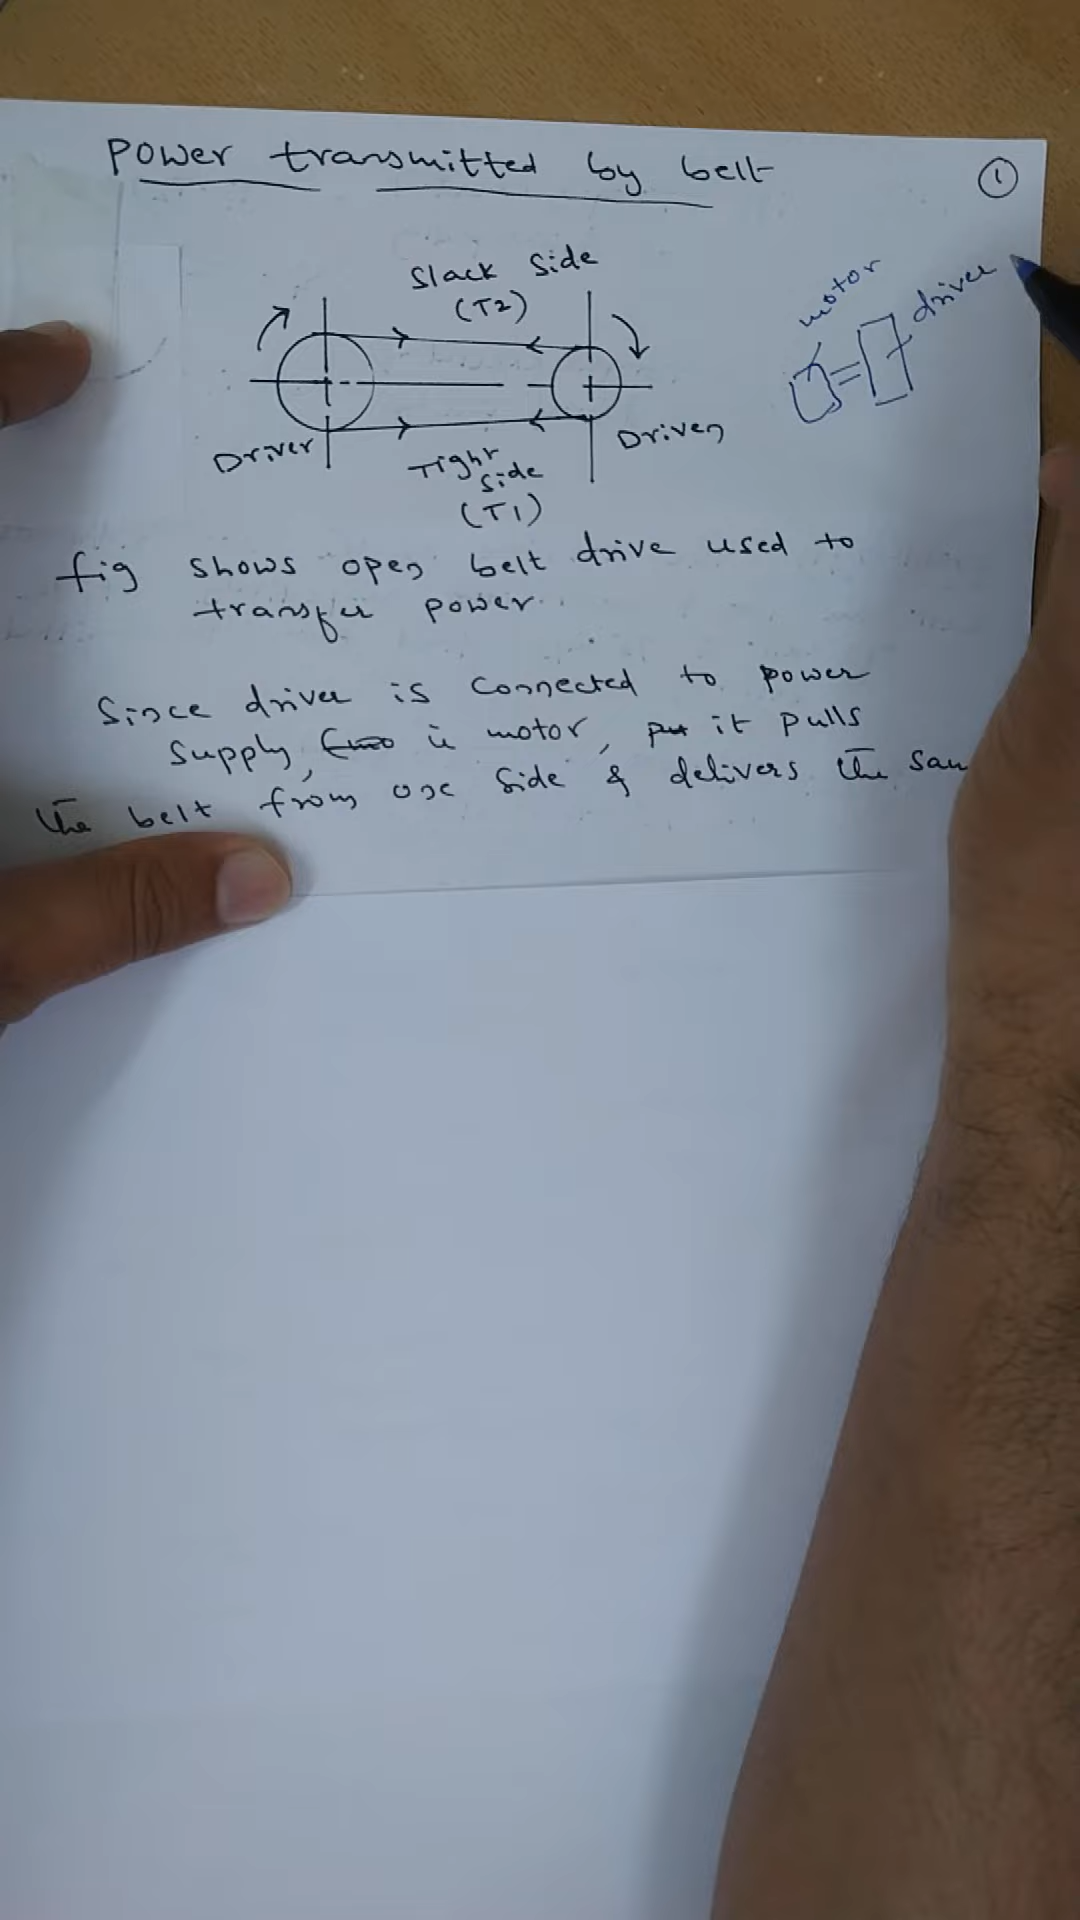 Power transmitted by belt
1
Slack Side
(T2)
motor
driver
Driver
Driven
Tight
Side
(T1)
fig shows open belt drive used to
transfer power.
Since driver is connected to power
supply, ie motor, it pulls
the belt from one side & delivers the sam